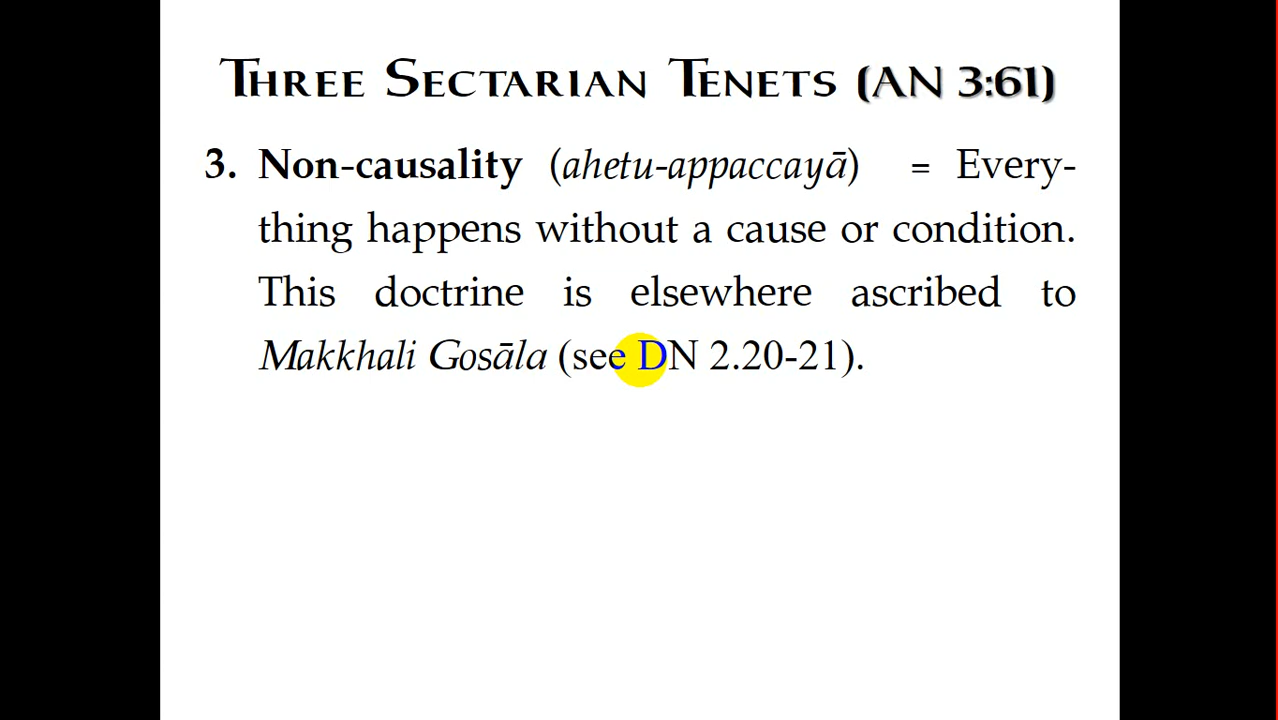 THREE SECTARIAN TENETS (AN 3:61)
3. Non-causality (ahetu-appaccayā) = Every-
thing happens without a cause or condition.
This doctrine is elsewhere ascribed to
Makkhali Gosāla (see DN 2.20-21).